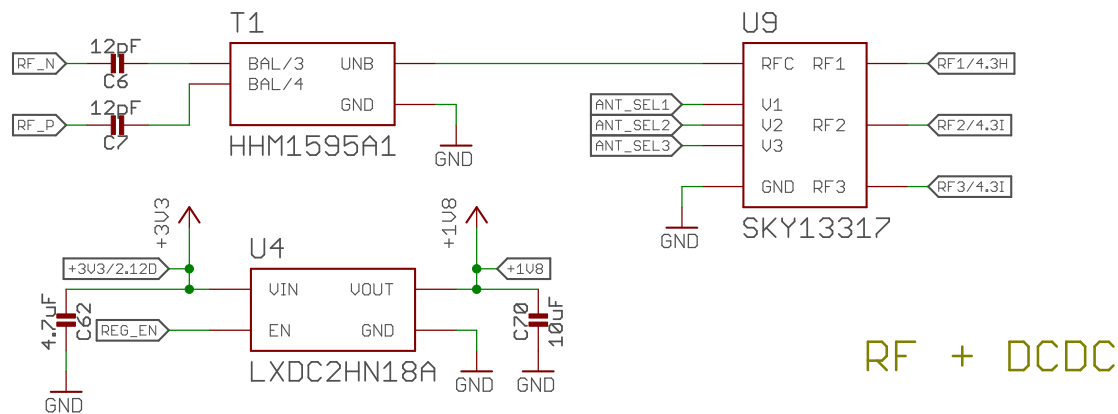 T1
U9
12pF
RF_N
C6
BAL/3
UNB
BAL/4
12pF
RF_P
C7
GND
HHM1595A1
GND
RFC
RF1
RF1/4.3H
ANT_SEL1
V1
ANT_SEL2
V2
RF2
RF2/4.3I
ANT_SEL3
V3
GND
RF3
RF3/4.3I
GND
SKY13317
+3V3
+1V8
U4
+3V3/2.12D
+1V8
VIN
VOUT
4.7uF
C62
REG_EN
EN
GND
C70
10uF
LXDC2HN18A
GND
GND
GND
RF + DCDC